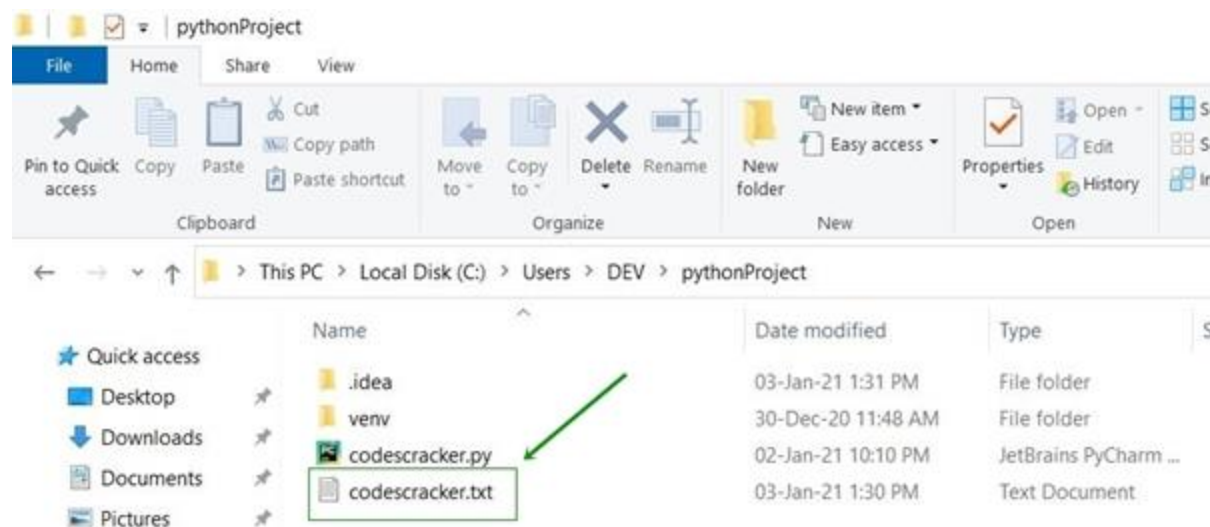 pythonProject
File Home Share View
Cut
Copy path
Paste shortcut
Pin to Quick access
Copy
Paste
Clipboard
Move to
Copy to
Delete
Rename
Organize
New folder
New item
Easy access
New
Properties
Open
Edit
History
Open
S
S
In
> This PC > Local Disk (C:) > Users > DEV > pythonProject
Quick access
Desktop
Downloads
Documents
Pictures
Name Date modified Type S
.idea 03-Jan-21 1:31 PM File folder
venv 30-Dec-20 11:48 AM File folder
codescracker.py 02-Jan-21 10:10 PM JetBrains PyCharm ...
codescracker.txt 03-Jan-21 1:30 PM Text Document